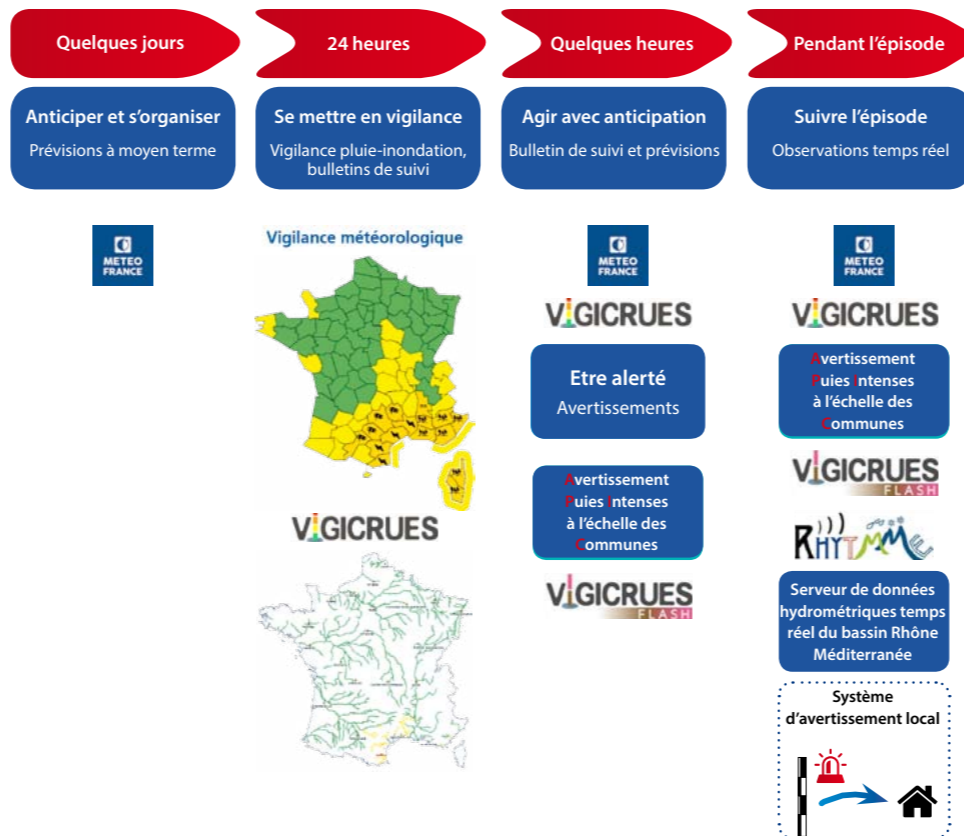 Quelques jours
24 heures
Quelques heures
Pendant l'épisode
Anticiper et s'organiser
Prévisions à moyen terme
Se mettre en vigilance
Vigilance pluie-inondation,
bulletins de suivi
Agir avec anticipation
Bulletin de suivi et prévisions
Suivre l'épisode
Observations temps réel
METEO
FRANCE
Vigilance météorologique
VIGICRUES
METEO
FRANCE
VIGICRUES
Etre alerté
Avertissements
Avertissement
Puies Intenses
à l'échelle des
Communes
VIGICRUES
FLASH
METEO
FRANCE
VIGICRUES
Avertissement
Puies Intenses
à l'échelle des
Communes
VIGICRUES
FLASH
RHYTMME
Serveur de données
hydrométriques temps
réel du bassin Rhône
Méditerranée
Système
d'avertissement local